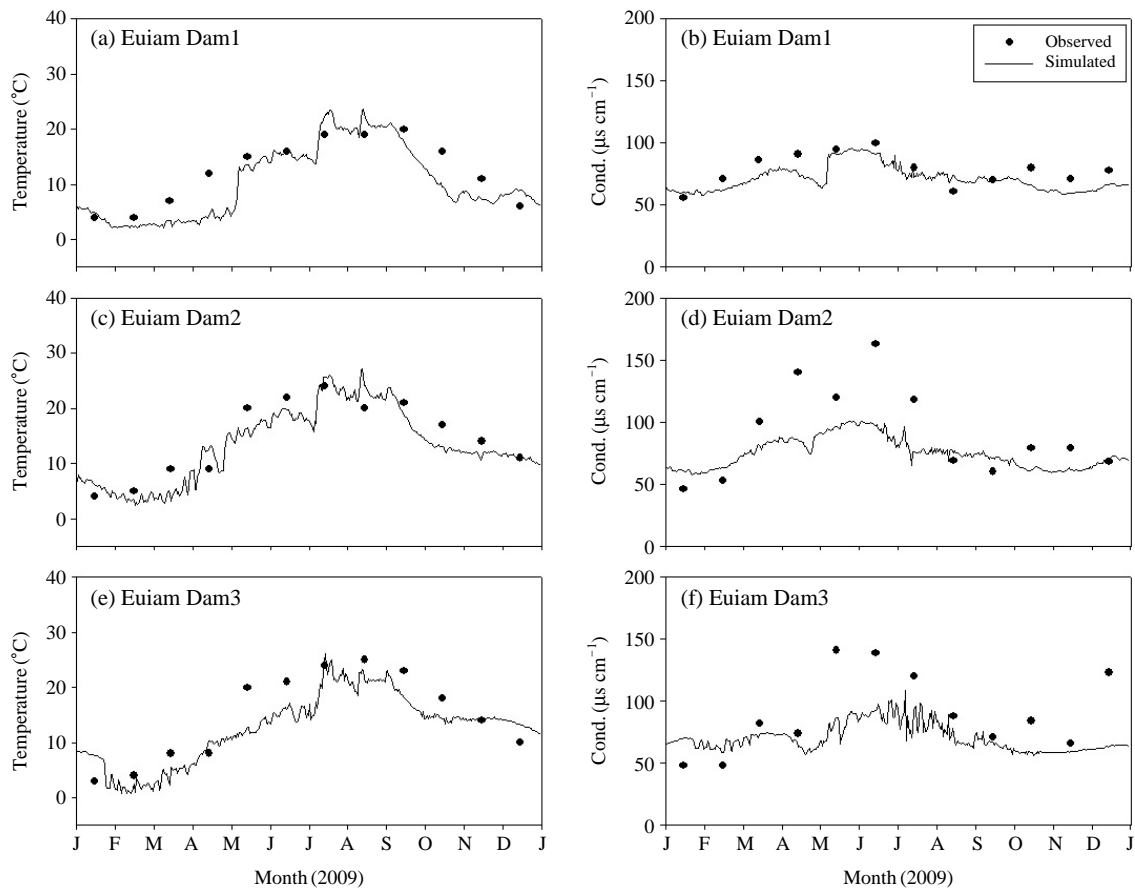 (a) Euiam Dam1
Temperature (°C)
40
30
20
10
0
(b) Euiam Dam1
Observed
Simulated
Cond. (μs cm⁻¹)
200
150
100
50
0
(c) Euiam Dam2
Temperature (°C)
40
30
20
10
0
(d) Euiam Dam2
Cond. (μs cm⁻¹)
200
150
100
50
0
(e) Euiam Dam3
Temperature (°C)
40
30
20
10
0
J F M A M J J A S O N D J
Month (2009)
(f) Euiam Dam3
Cond. (μs cm⁻¹)
200
150
100
50
0
J F M A M J J A S O N D J
Month (2009)